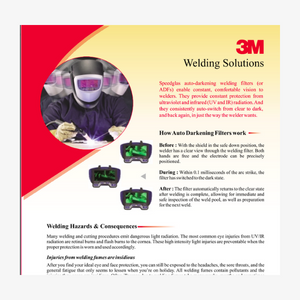 3M
Welding Solutions
Speedglas auto-darkening welding filters (or
ADFs) enable constant, comfortable vision to
welders. They provide constant protection from
ultraviolet and infrared (UV and IR) radiation. And
they consistently auto-switch from clear to dark,
and back again, in just the way the welder wants.
How Auto Darkening Filters work
Before : With the shield in the safe down position, the
welder has a clear view through the welding filter. Both
hands are free and the electrode can be precisely
positioned.
During : Within 0.1 milliseconds of the arc strike, the
filter has switched to the dark state.
After : The filter automatically returns to the clear state
after welding is complete, allowing for immediate and
safe inspection of the weld pool, as well as preparation
for the next weld.
Welding Hazards & Consequences
Many welding and cutting procedures emit dangerous light radiation. The most common eye injuries from UV/IR
radiation are retinal burns and flash burns to the cornea. These high intensity light injuries are preventable when the
proper protection is worn and used accordingly.
Injuries from welding fumes are insidious
After you find your ideal eye and face protection, you can still be exposed to the headaches, the sore throats, and the
general fatigue that only seems to lessen when you're on holiday. All welding fumes contain pollutants and the